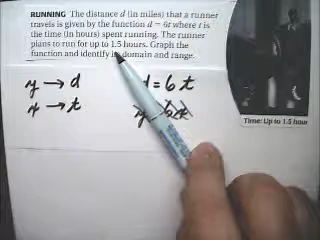 RUNNING The distance d (in miles) that a runner
travels is given by the function d = 6t where t is
the time (in hours) spent running. The runner
plans to run for up to 1.5 hours. Graph the
function and identify domain and range.
y → d
x → t
d = 6t
Time: Up to 1.5 hour